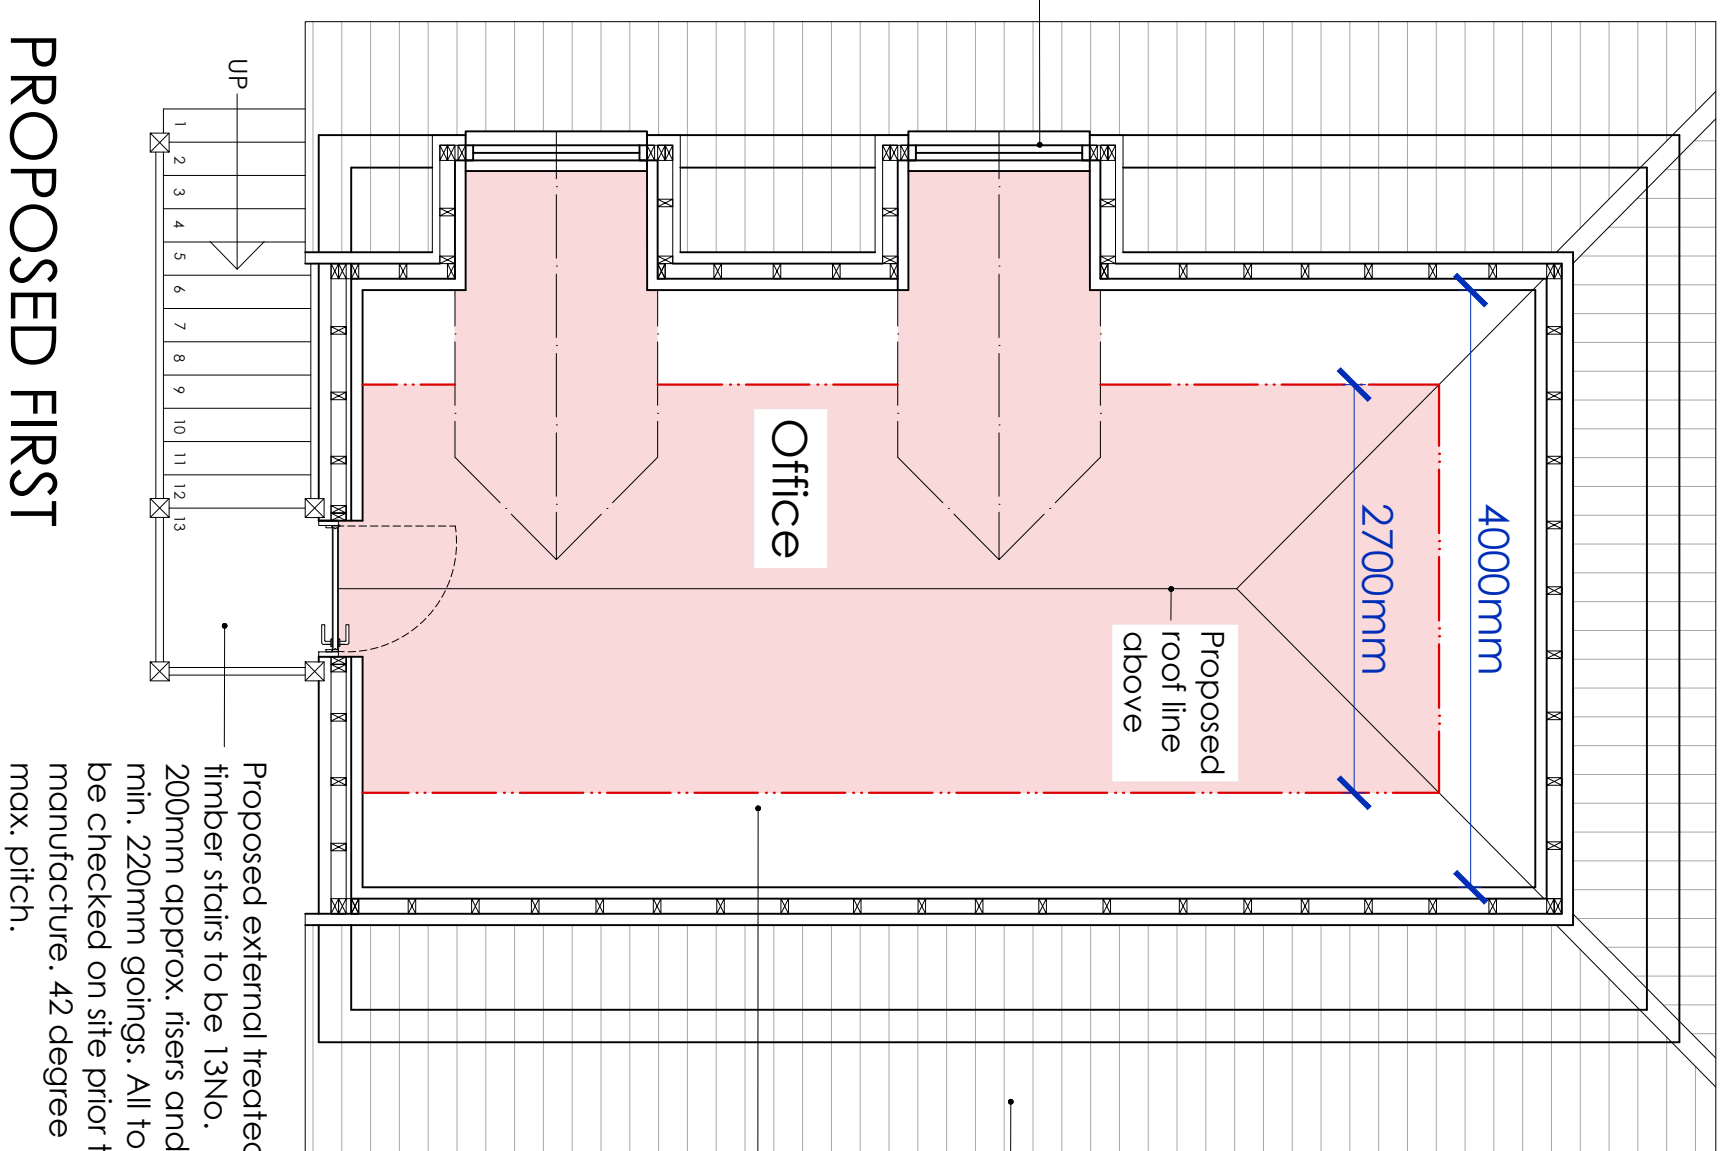 PROPOSED FIRST
UP
1
2
3
4
5
6
7
8
9
10
11
12
13
Office
4000mm
2700mm
Proposed
roof line
above
Proposed external treated
timber stairs to be 13No.
200mm approx. risers and
min. 220mm goings. All to
be checked on site prior t
manufacture. 42 degree
max. pitch.